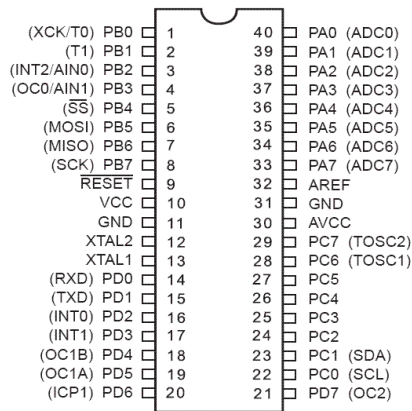 (XCK/T0) PB0 1 40 PA0 (ADC0)
(T1) PB1 2 39 PA1 (ADC1)
(INT2/AIN0) PB2 3 38 PA2 (ADC2)
(OC0/AIN1) PB3 4 37 PA3 (ADC3)
(SS) PB4 5 36 PA4 (ADC4)
(MOSI) PB5 6 35 PA5 (ADC5)
(MISO) PB6 7 34 PA6 (ADC6)
(SCK) PB7 8 33 PA7 (ADC7)
RESET 9 32 AREF
VCC 10 31 GND
GND 11 30 AVCC
XTAL2 12 29 PC7 (TOSC2)
XTAL1 13 28 PC6 (TOSC1)
(RXD) PD0 14 27 PC5
(TXD) PD1 15 26 PC4
(INT0) PD2 16 25 PC3
(INT1) PD3 17 24 PC2
(OC1B) PD4 18 23 PC1 (SDA)
(OC1A) PD5 19 22 PC0 (SCL)
(ICP1) PD6 20 21 PD7 (OC2)